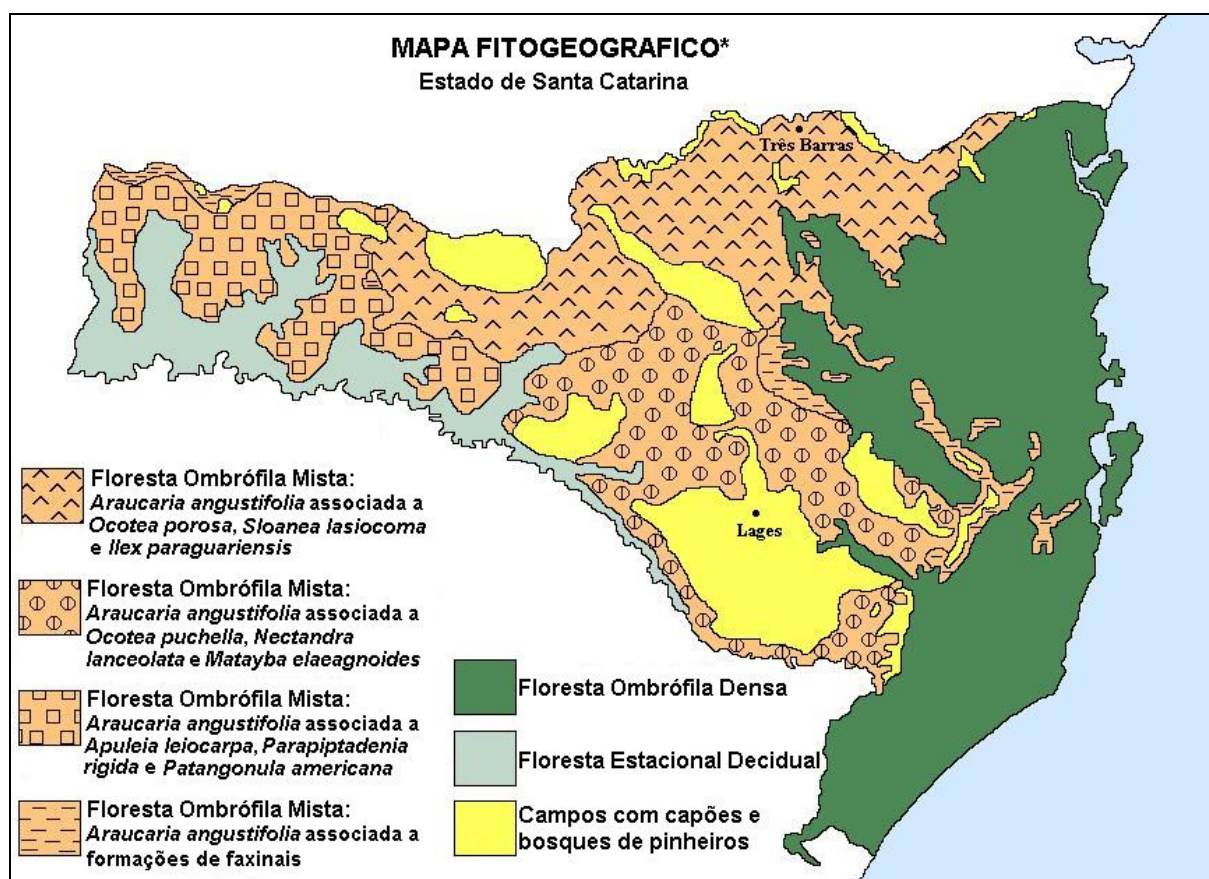 MAPA FITOGEOGRAFICO*
Estado de Santa Catarina
Três Barras
Lages
Floresta Ombrófila Mista:
Araucaria angustifolia associada a
Ocotea porosa, Sloanea lasiocoma
e Ilex paraguariensis
Floresta Ombrófila Mista:
Araucaria angustifolia associada a
Ocotea puchella, Nectandra
lanceolata e Matayba elaeagnoides
Floresta Ombrófila Mista:
Araucaria angustifolia associada a
Apuleia leiocarpa, Parapiptadenia
rigida e Patangonula americana
Floresta Ombrófila Mista:
Araucaria angustifolia associada a
formações de faxinais
Floresta Ombrófila Densa
Floresta Estacional Decidual
Campos com capões e
bosques de pinheiros